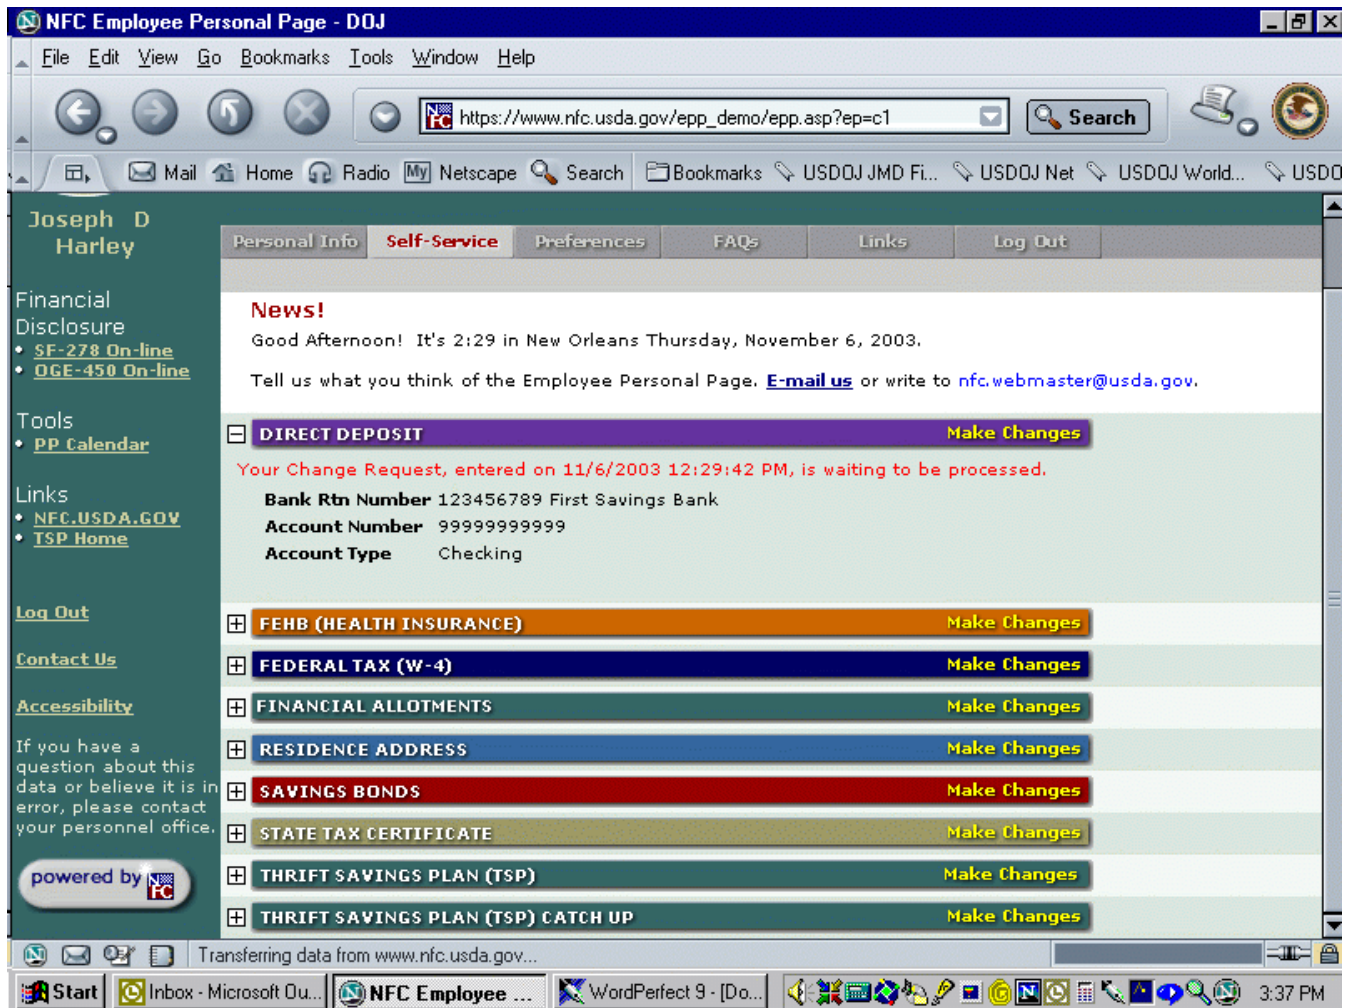 NFC Employee Personal Page - DOJ
File Edit View Go Bookmarks Tools Window Help
NFC https://www.nfc.usda.gov/epp_demo/epp.asp?ep=c1 Search
Mail Home Radio My Netscape Search Bookmarks USDOJ JMD Fi... USDOJ Net USDOJ World... USDO
Joseph D
Harley
Personal Info Self-Service Preferences FAQs Links Log Out
Financial
Disclosure
• SF-278 On-line
• OGE-450 On-line
Tools
• PP Calendar
Links
• NFC.USDA.GOV
• TSP Home
Log Out
Contact Us
Accessibility
If you have a
question about this
data or believe it is in
error, please contact
your personnel office.
powered by NFC
News!
Good Afternoon! It's 2:29 in New Orleans Thursday, November 6, 2003.
Tell us what you think of the Employee Personal Page. E-mail us or write to nfc.webmaster@usda.gov.
DIRECT DEPOSIT Make Changes
Your Change Request, entered on 11/6/2003 12:29:42 PM, is waiting to be processed.
Bank Rtn Number 123456789 First Savings Bank
Account Number 99999999999
Account Type Checking
FEHB (HEALTH INSURANCE) Make Changes
FEDERAL TAX (W-4) Make Changes
FINANCIAL ALLOTMENTS Make Changes
RESIDENCE ADDRESS Make Changes
SAVINGS BONDS Make Changes
STATE TAX CERTIFICATE Make Changes
THRIFT SAVINGS PLAN (TSP) Make Changes
THRIFT SAVINGS PLAN (TSP) CATCH UP Make Changes
Transferring data from www.nfc.usda.gov...
Start Inbox - Microsoft Ou... NFC Employee ... WordPerfect 9 - [Do... 3:37 PM